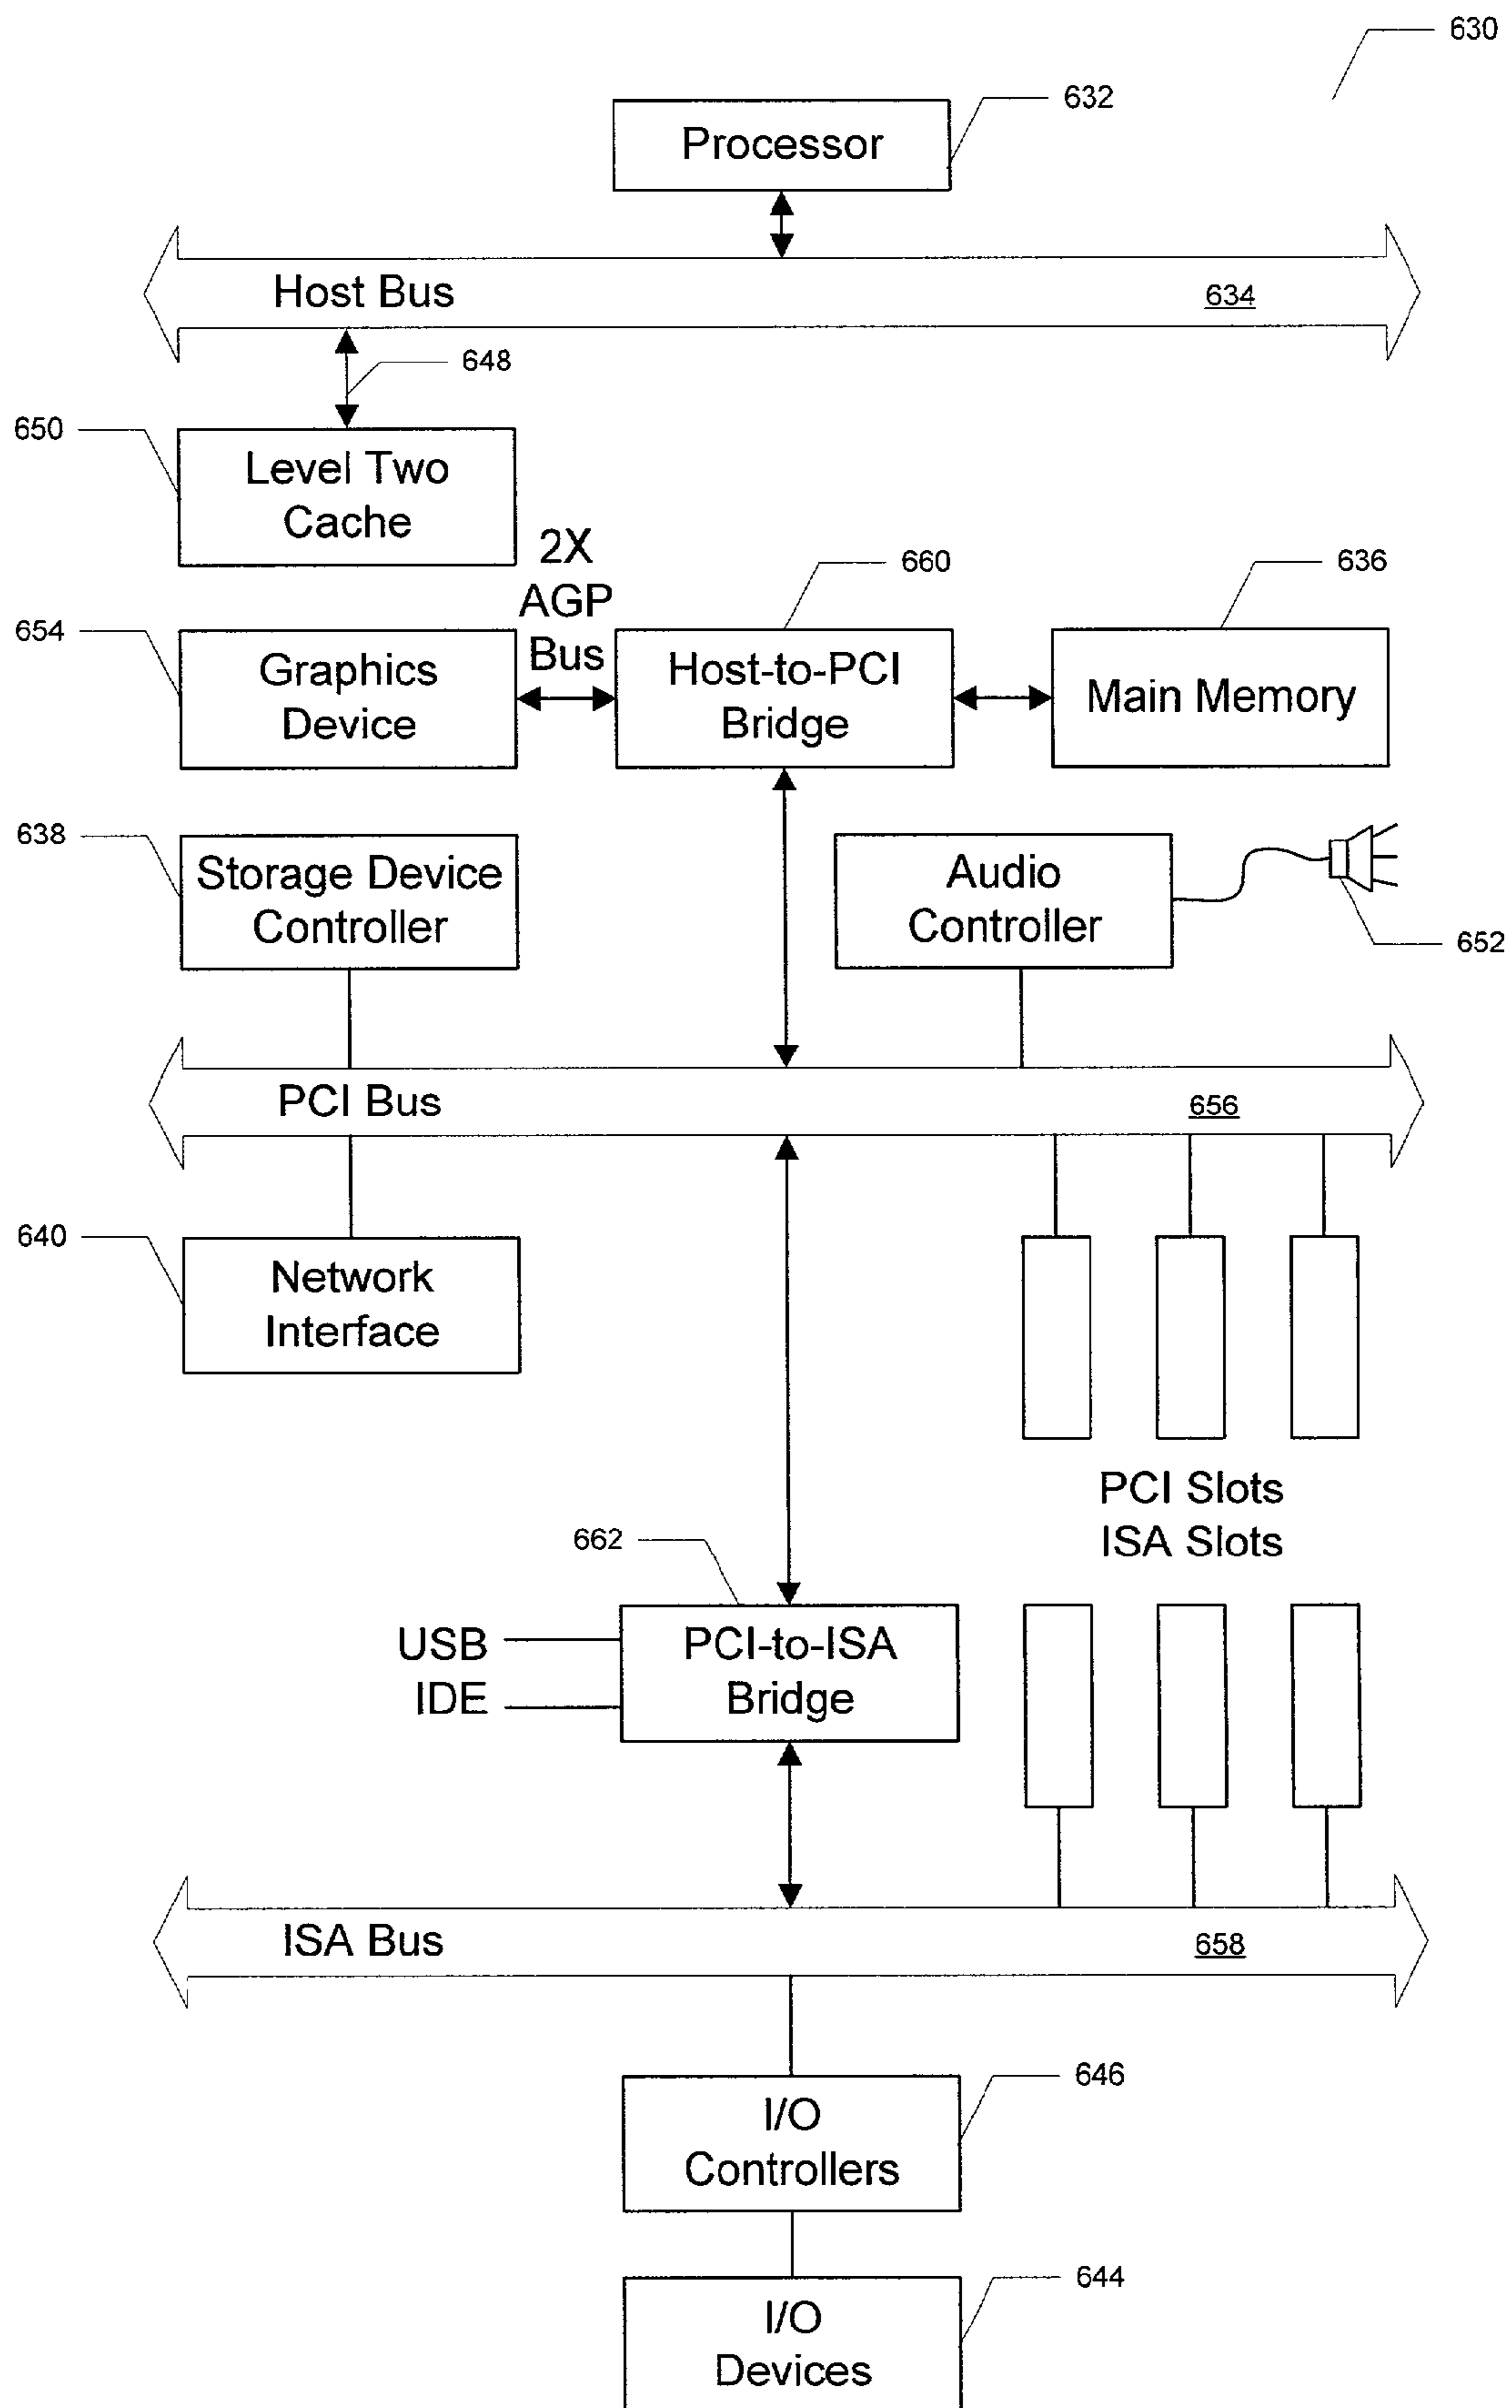 630
632
Processor
Host Bus
634
648
650
Level Two
Cache
2X
AGP
Bus
660
636
654
Graphics
Device
Host-to-PCI
Bridge
Main Memory
638
Storage Device
Controller
Audio
Controller
652
PCI Bus
656
640
Network
Interface
PCI Slots
ISA Slots
662
USB
IDE
PCI-to-ISA
Bridge
ISA Bus
658
646
I/O
Controllers
644
I/O
Devices